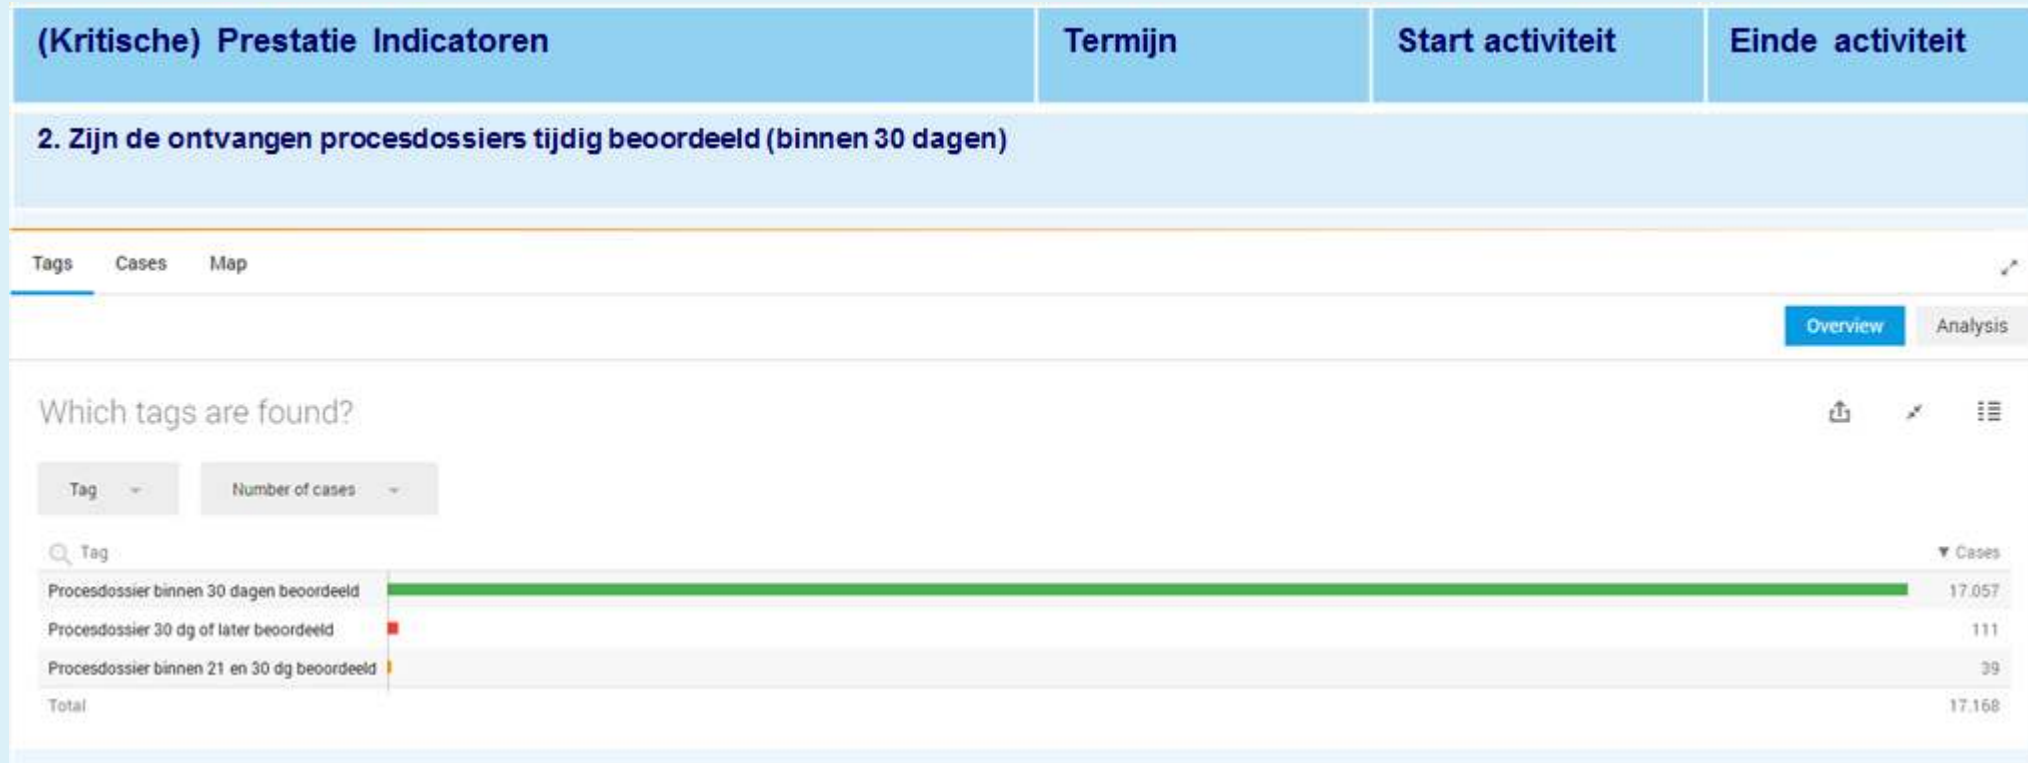 (Kritische) Prestatie Indicatoren Termijn Start activiteit Einde activiteit
2. Zijn de ontvangen procesdossiers tijdig beoordeeld (binnen 30 dagen)
Tags Cases Map
Overview Analysis
Which tags are found?
Tag Number of cases
Tag ▼ Cases
Procesdossier binnen 30 dagen beoordeeld 17.057
Procesdossier 30 dg of later beoordeeld 111
Procesdossier binnen 21 en 30 dg beoordeeld 39
Total 17.168